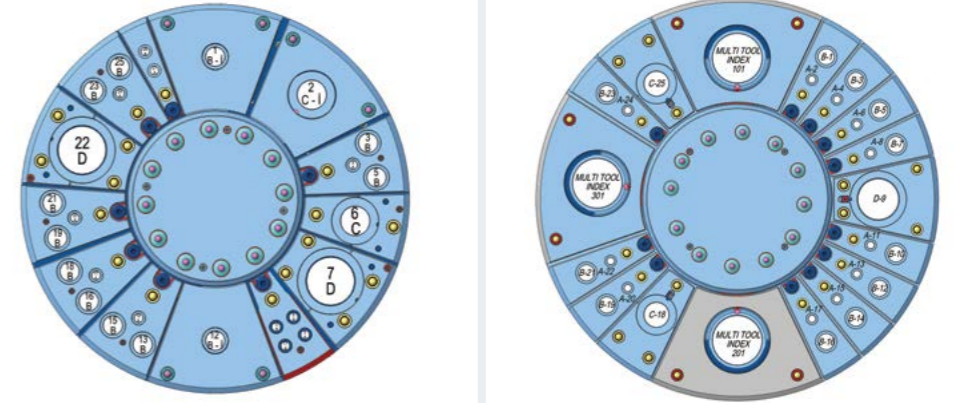 1
B - I
2
C - I
3
B
5
B
6
C
7
D
12
B - I
13
B
15
B
16
B
18
B
19
B
21
B
22
D
23
B
25
B
MULTI TOOL
INDEX
101
B-1
A-2
B-3
A-4
B-5
A-6
B-7
A-8
D-9
B-10
A-11
B-12
A-13
B-14
A-15
B-16
A-17
MULTI TOOL
INDEX
201
C-18
B-19
A-20
B-21
A-22
MULTI TOOL
INDEX
301
B-23
A-24
C-25